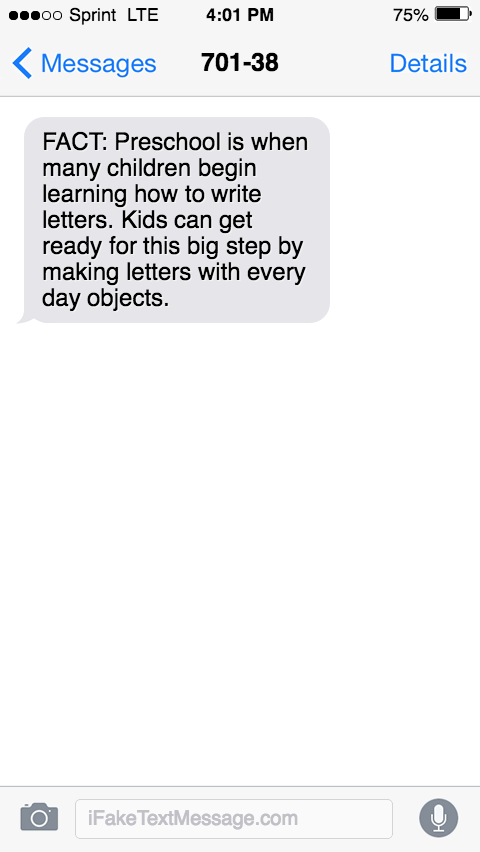 Sprint LTE 4:01 PM 75%
Messages 701-38 Details
FACT: Preschool is when
many children begin
learning how to write
letters. Kids can get
ready for this big step by
making letters with every
day objects.
iFakeTextMessage.com